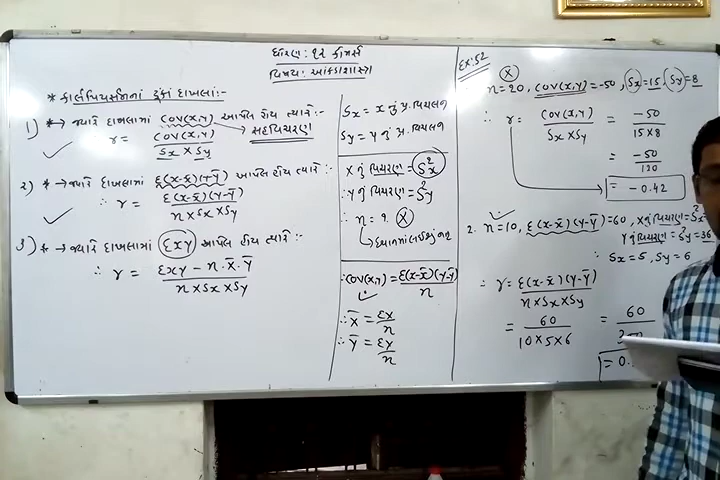 ધોરણ: ૧૨ કોમર્સ
વિષય: આંકડાશાસ્ત્ર
* કાર્લપિયર્સનનાં ટૂંકા દાખલા:-
1) * → જ્યારે દાખલામાં COV(x,y) આપેલ હોય ત્યારે:-
r = COV(x,y) / Sx × Sy → સહવિચરણ
2) * → જ્યારે દાખલામાં Σ(x-x̄)(y-ȳ) આપેલ હોય ત્યારે:-
∴ r = Σ(x-x̄)(y-ȳ) / n × Sx × Sy
૩) * → જ્યારે દાખલામાં Σxy આપેલ હોય ત્યારે:-
∴ r = Σxy - n · x̄ · ȳ / n × Sx × Sy
Sx = x નું પ્ર. વિચલન
Sy = y નું પ્ર. વિચલન
x નું વિચરણ = S²x
∴ y નું વિચરણ = S²y
∴ n = ૧. (x)
→ ધ્યાનમાં
∴ COV(x,y) = Σ(x-x̄)(y-ȳ) / n
∴ x̄ = Σx / n
∴ ȳ = Σy / n
Ex: 52
n = 20, COV(x,y) = -50, Sx = 15, Sy = 8
∴ r = COV(x,y) / Sx × Sy = -50 / 15 × 8
= -50 / 120
= -0.42
2. n = 10, Σ(x-x̄)(y-ȳ) = 60, x નું વિચરણ = S²x =
y નું વિચરણ = S²y = 36
∴ Sx = 5, Sy = 6
∴ r = Σ(x-x̄)(y-ȳ) / n × Sx × Sy
= 60 / 10 × 5 × 6 = 60 /
= 0.